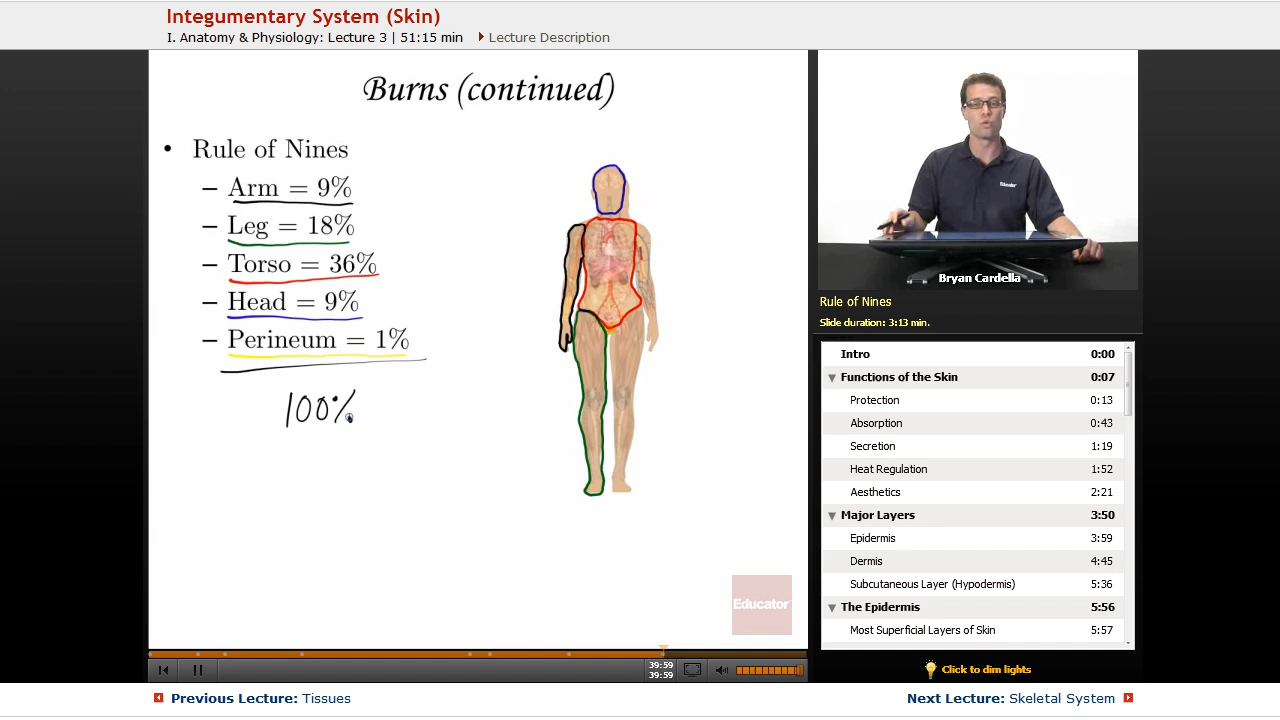 Integumentary System (Skin)
I. Anatomy & Physiology: Lecture 3 | 51:15 min
Lecture Description
Burns (continued)
• Rule of Nines
– Arm = 9%
– Leg = 18%
– Torso = 36%
– Head = 9%
– Perineum = 1%
100%
Educator
Educator
Bryan Cardella
Rule of Nines
Slide duration: 3:13 min.
Intro 0:00
Functions of the Skin 0:07
Protection 0:13
Absorption 0:43
Secretion 1:19
Heat Regulation 1:52
Aesthetics 2:21
Major Layers 3:50
Epidermis 3:59
Dermis 4:45
Subcutaneous Layer (Hypodermis) 5:36
The Epidermis 5:56
Most Superficial Layers of Skin 5:57
39:59
39:59
Click to dim lights
Previous Lecture: Tissues
Next Lecture: Skeletal System